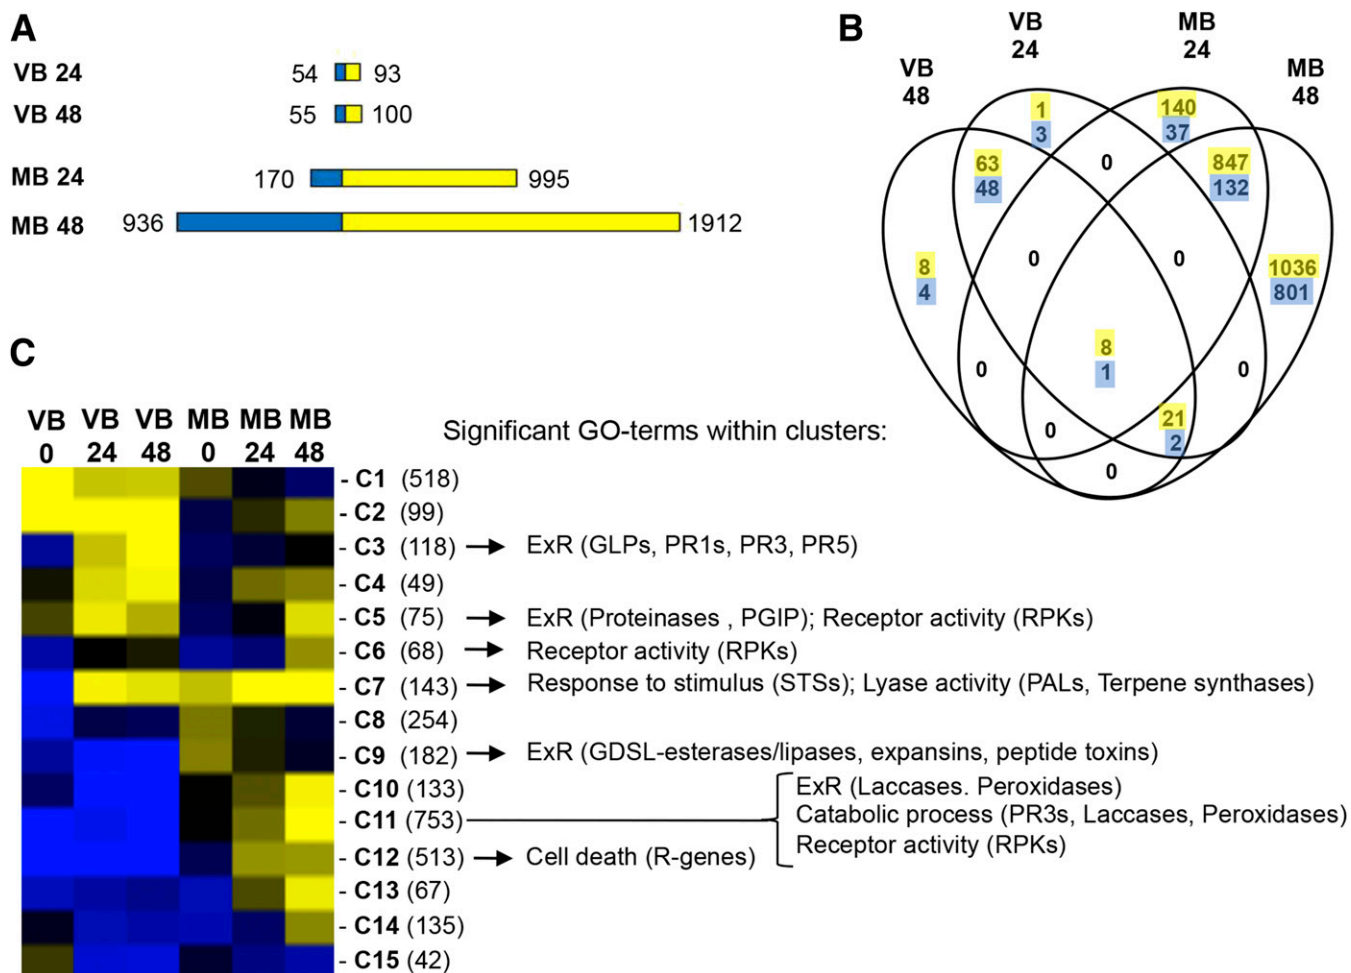 A
VB 24 54 93
VB 48 55 100
MB 24 170 995
MB 48 936 1912
B
VB
48
VB
24
MB
24
MB
48
1
3
140
37
63
48
0
847
132
8
4
0
0
1036
801
8
1
0
0
21
2
0
0
C
VB VB VB MB MB MB
0 24 48 0 24 48
Significant GO-terms within clusters:
- C1 (518)
- C2 (99)
- C3 (118) → ExR (GLPs, PR1s, PR3, PR5)
- C4 (49)
- C5 (75) → ExR (Proteinases , PGIP); Receptor activity (RPKs)
- C6 (68) → Receptor activity (RPKs)
- C7 (143) → Response to stimulus (STSs); Lyase activity (PALs, Terpene synthases)
- C8 (254)
- C9 (182) → ExR (GDSL-esterases/lipases, expansins, peptide toxins)
- C10 (133)
- C11 (753)
ExR (Laccases. Peroxidases)
Catabolic process (PR3s, Laccases, Peroxidases)
Receptor activity (RPKs)
- C12 (513) → Cell death (R-genes)
- C13 (67)
- C14 (135)
- C15 (42)